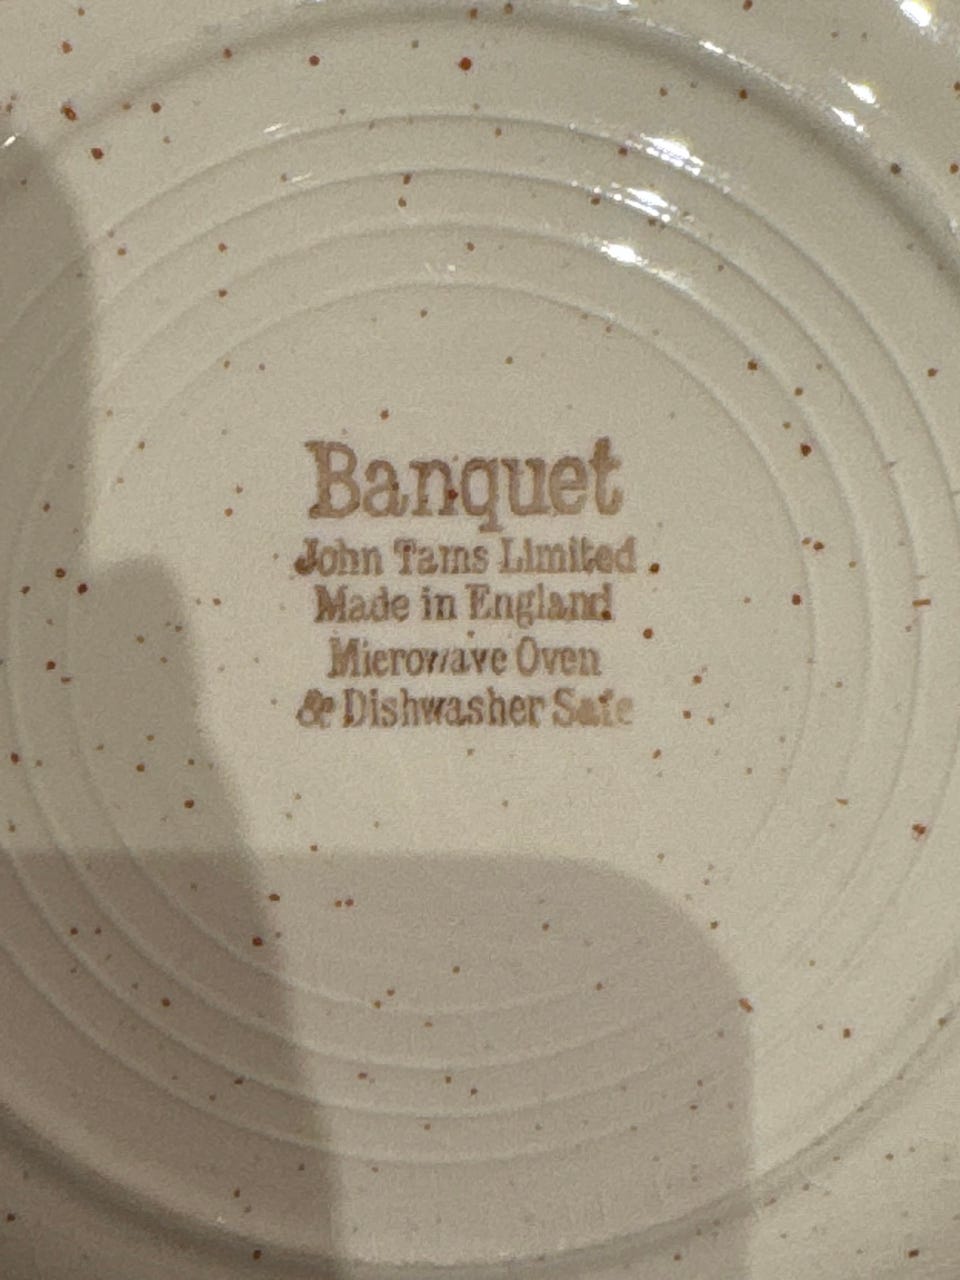 Banquet
John Tams Limited
Made in England
Microwave Oven
& Dishwasher Safe